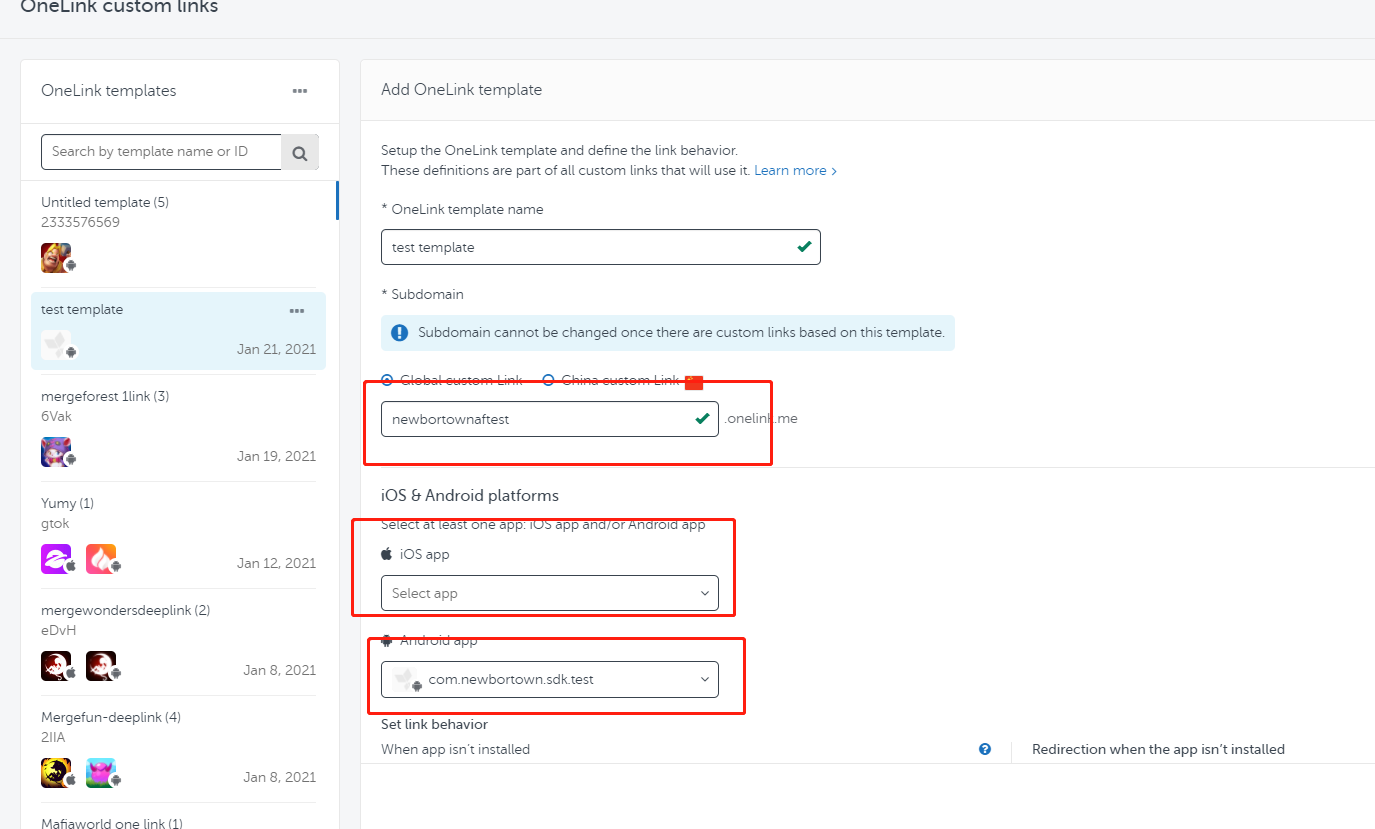 OneLink custom links
OneLink templates
Search by template name or ID
Untitled template (5)
2333576569
test template
Jan 21, 2021
mergeforest 1link (3)
6Vak
Jan 19, 2021
Yumy (1)
gtok
Jan 12, 2021
mergewondersdeeplink (2)
eDvH
Jan 8, 2021
Mergefun-deeplink (4)
2IIA
Jan 8, 2021
Mafiaworld one link (1)
Add OneLink template
Setup the OneLink template and define the link behavior.
These definitions are part of all custom links that will use it. Learn more >
* OneLink template name
test template
* Subdomain
Subdomain cannot be changed once there are custom links based on this template.
Global custom Link China custom Link
newbortownaftest .onelink.me
iOS & Android platforms
Select at least one app: iOS app and/or Android app
iOS app
Select app
Android app
com.newbortown.sdk.test
Set link behavior
When app isn't installed
Redirection when the app isn't installed